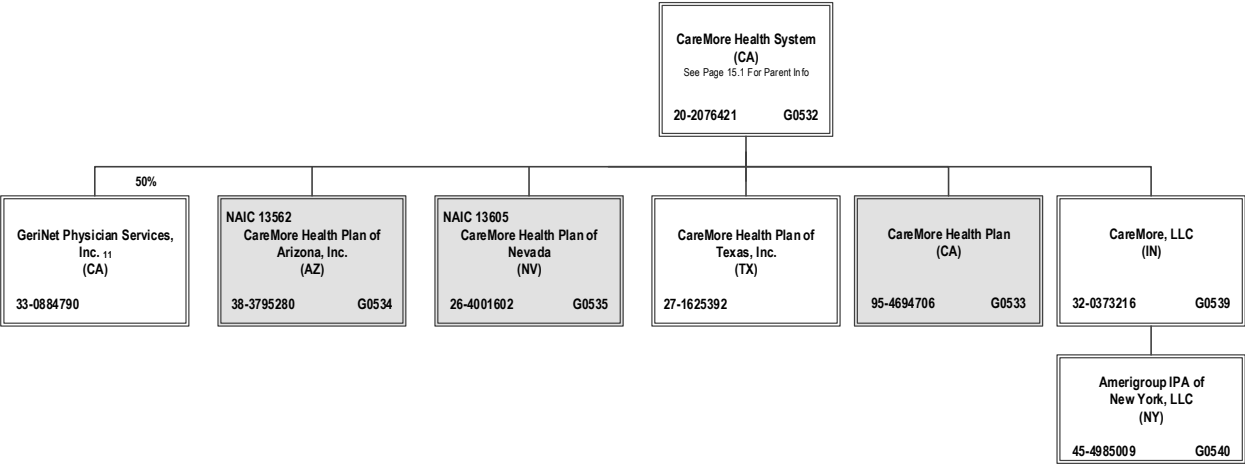 CareMore Health System
(CA)
See Page 15.1 For Parent Info
20-2076421 G0532
50%
GeriNet Physician Services,
Inc. 11
(CA)
33-0884790
NAIC 13562
CareMore Health Plan of
Arizona, Inc.
(AZ)
38-3795280 G0534
NAIC 13605
CareMore Health Plan of
Nevada
(NV)
26-4001602 G0535
CareMore Health Plan of
Texas, Inc.
(TX)
27-1625392
CareMore Health Plan
(CA)
95-4694706 G0533
CareMore, LLC
(IN)
32-0373216 G0539
Amerigroup IPA of
New York, LLC
(NY)
45-4985009 G0540